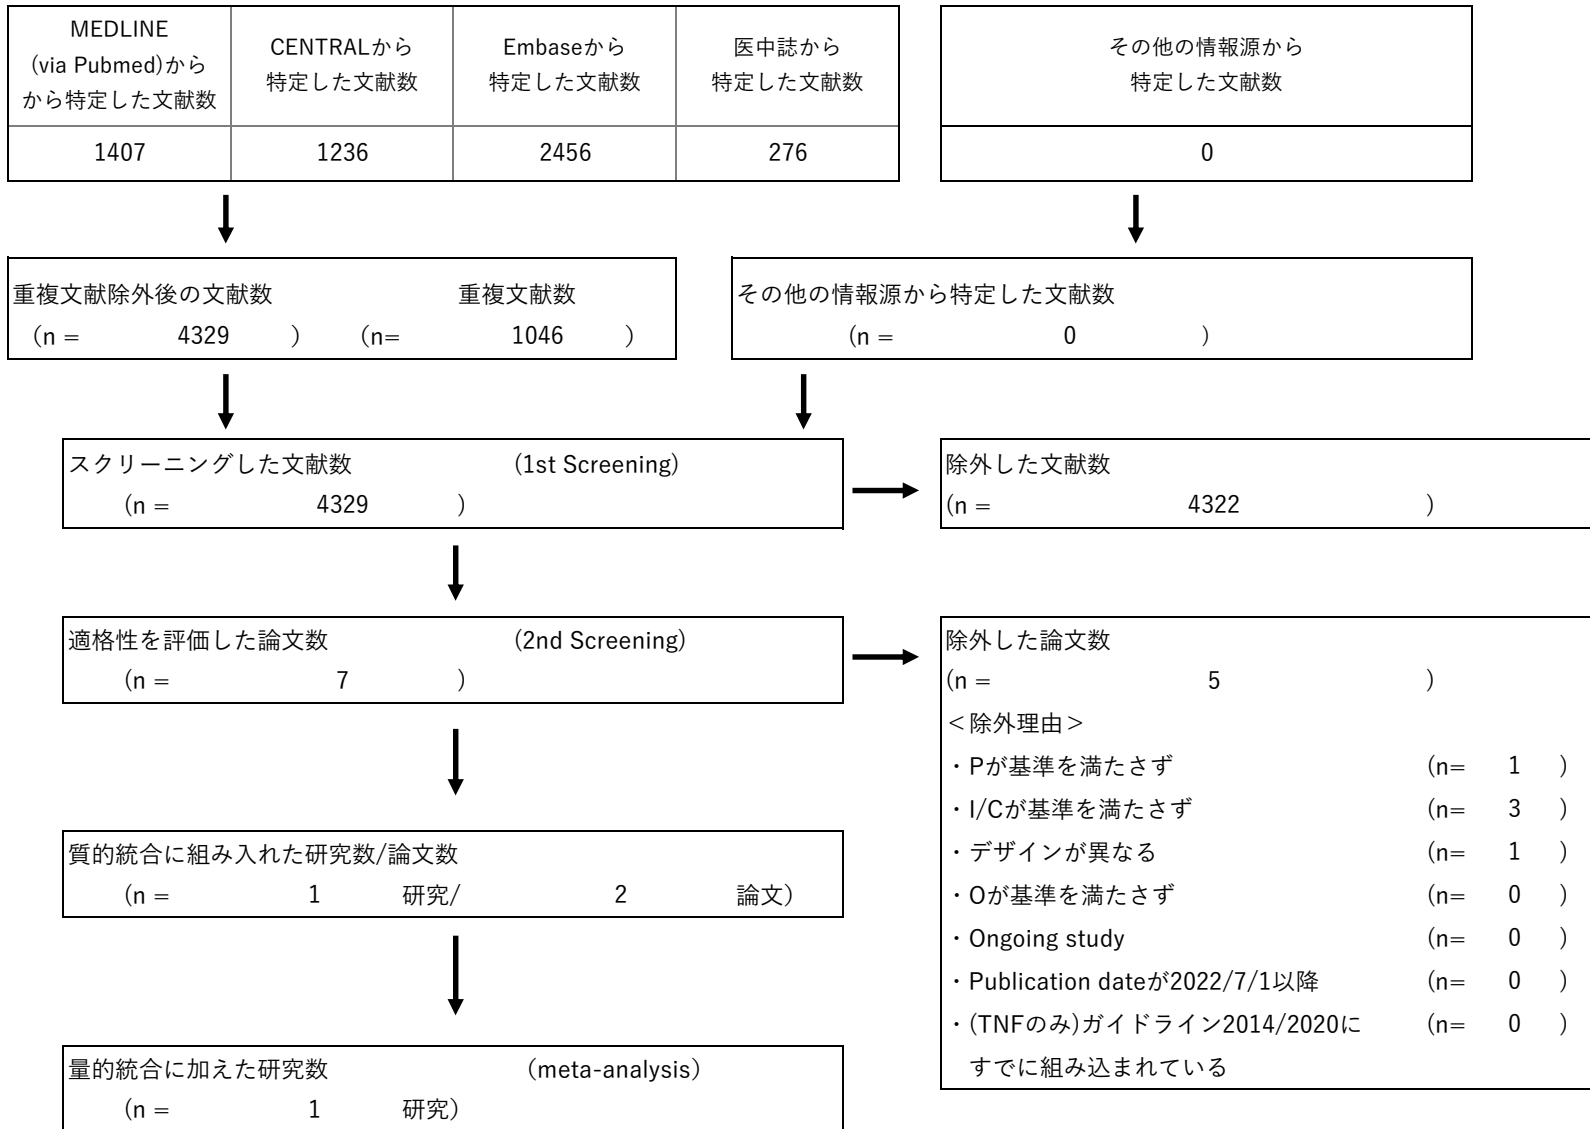 MEDLINE
(via Pubmed)から
から特定した文献数
CENTRALから
特定した文献数
Embaseから
特定した文献数
医中誌から
特定した文献数
その他の情報源から
特定した文献数
1407 1236 2456 276 0
重複文献除外後の文献数 重複文献数
(n = 4329 ) (n= 1046 )
その他の情報源から特定した文献数
(n = 0 )
スクリーニングした文献数 (1st Screening)
(n = 4329 )
除外した文献数
(n = 4322 )
適格性を評価した論文数 (2nd Screening)
(n = 7 )
除外した論文数
(n = 5 )
＜除外理由＞
・Pが基準を満たさず (n= 1 )
・I/Cが基準を満たさず (n= 3 )
・デザインが異なる (n= 1 )
・Oが基準を満たさず (n= 0 )
・Ongoing study (n= 0 )
・Publication dateが2022/7/1以降 (n= 0 )
・(TNFのみ)ガイドライン2014/2020に (n= 0 )
すでに組み込まれている
質的統合に組み入れた研究数/論文数
(n = 1 研究/ 2 論文)
量的統合に加えた研究数 (meta-analysis)
(n = 1 研究)